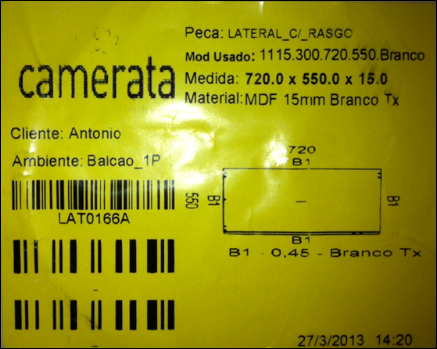 Peca: LATERAL_C/_RASGO
Mod Usado: 1115.300.720.550.Branco
camerata
Medida: 720.0 x 550.0 x 15.0
Material: MDF 15mm Branco Tx
Cliente: Antonio
Ambiente: Balcao_1P
720
B1
550
B1
B1
LAT0166A
B1
B1 - 0,45 - Branco Tx
27/3/2013 14:20